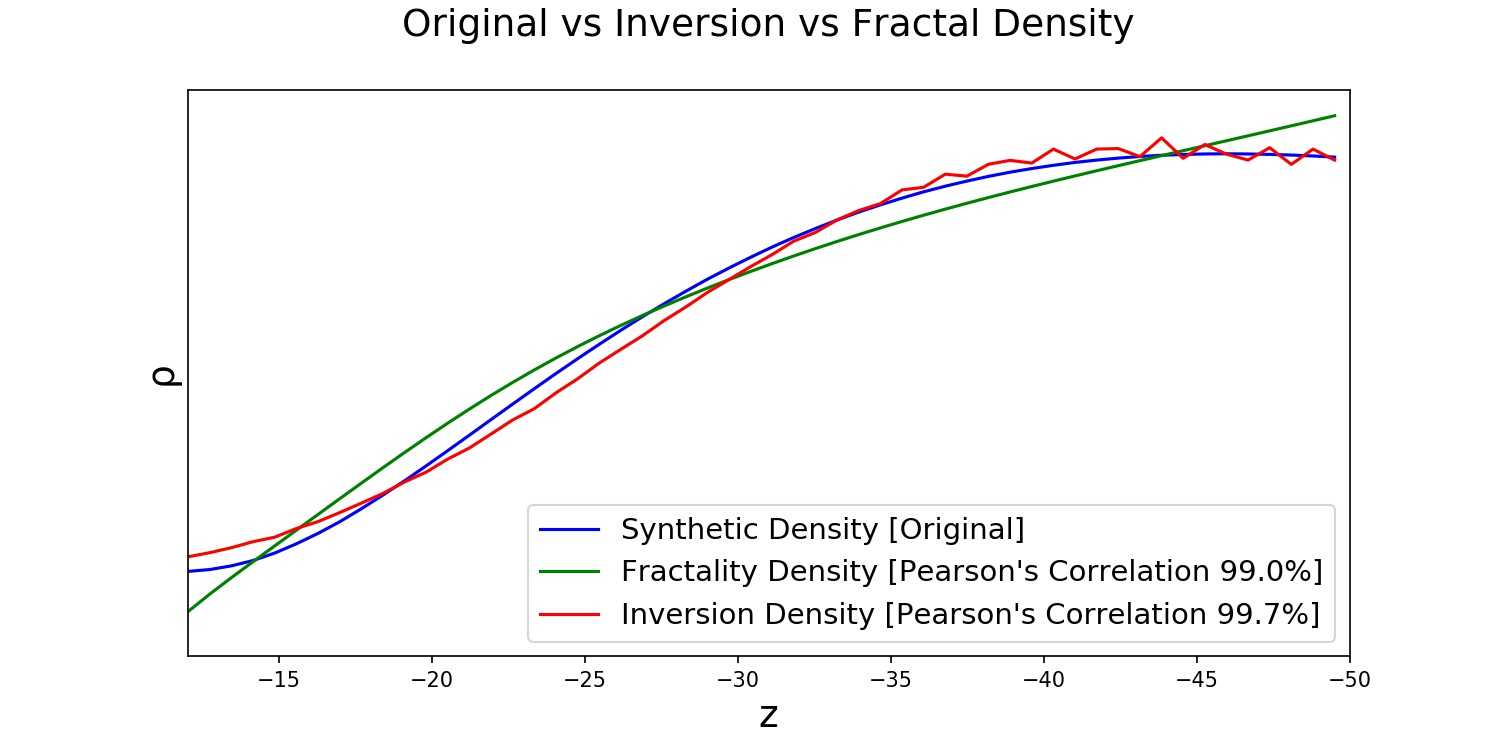 Original vs Inversion vs Fractal Density
ρ
Synthetic Density [Original]
Fractality Density [Pearson's Correlation 99.0%]
Inversion Density [Pearson's Correlation 99.7%]
−15 −20 −25 −30 −35 −40 −45 −50
z